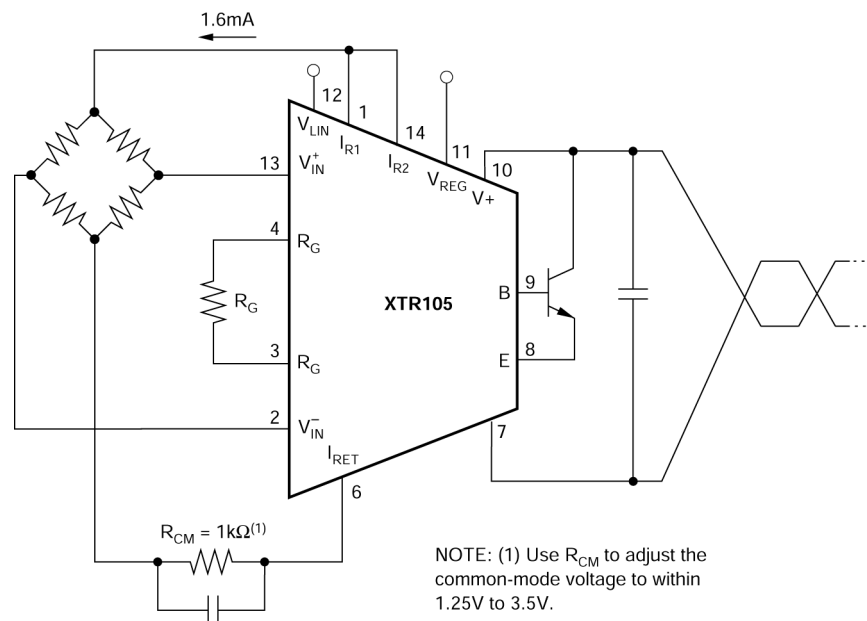 1.6mA
12
1
14
11
10
V_LIN
I_R1
I_R2
V_REG
V+
13
V_IN^+
4
R_G
R_G
XTR105
B
9
3
R_G
E
8
2
V_IN^−
7
I_RET
6
R_CM = 1kΩ(1)
NOTE: (1) Use R_CM to adjust the
common-mode voltage to within
1.25V to 3.5V.